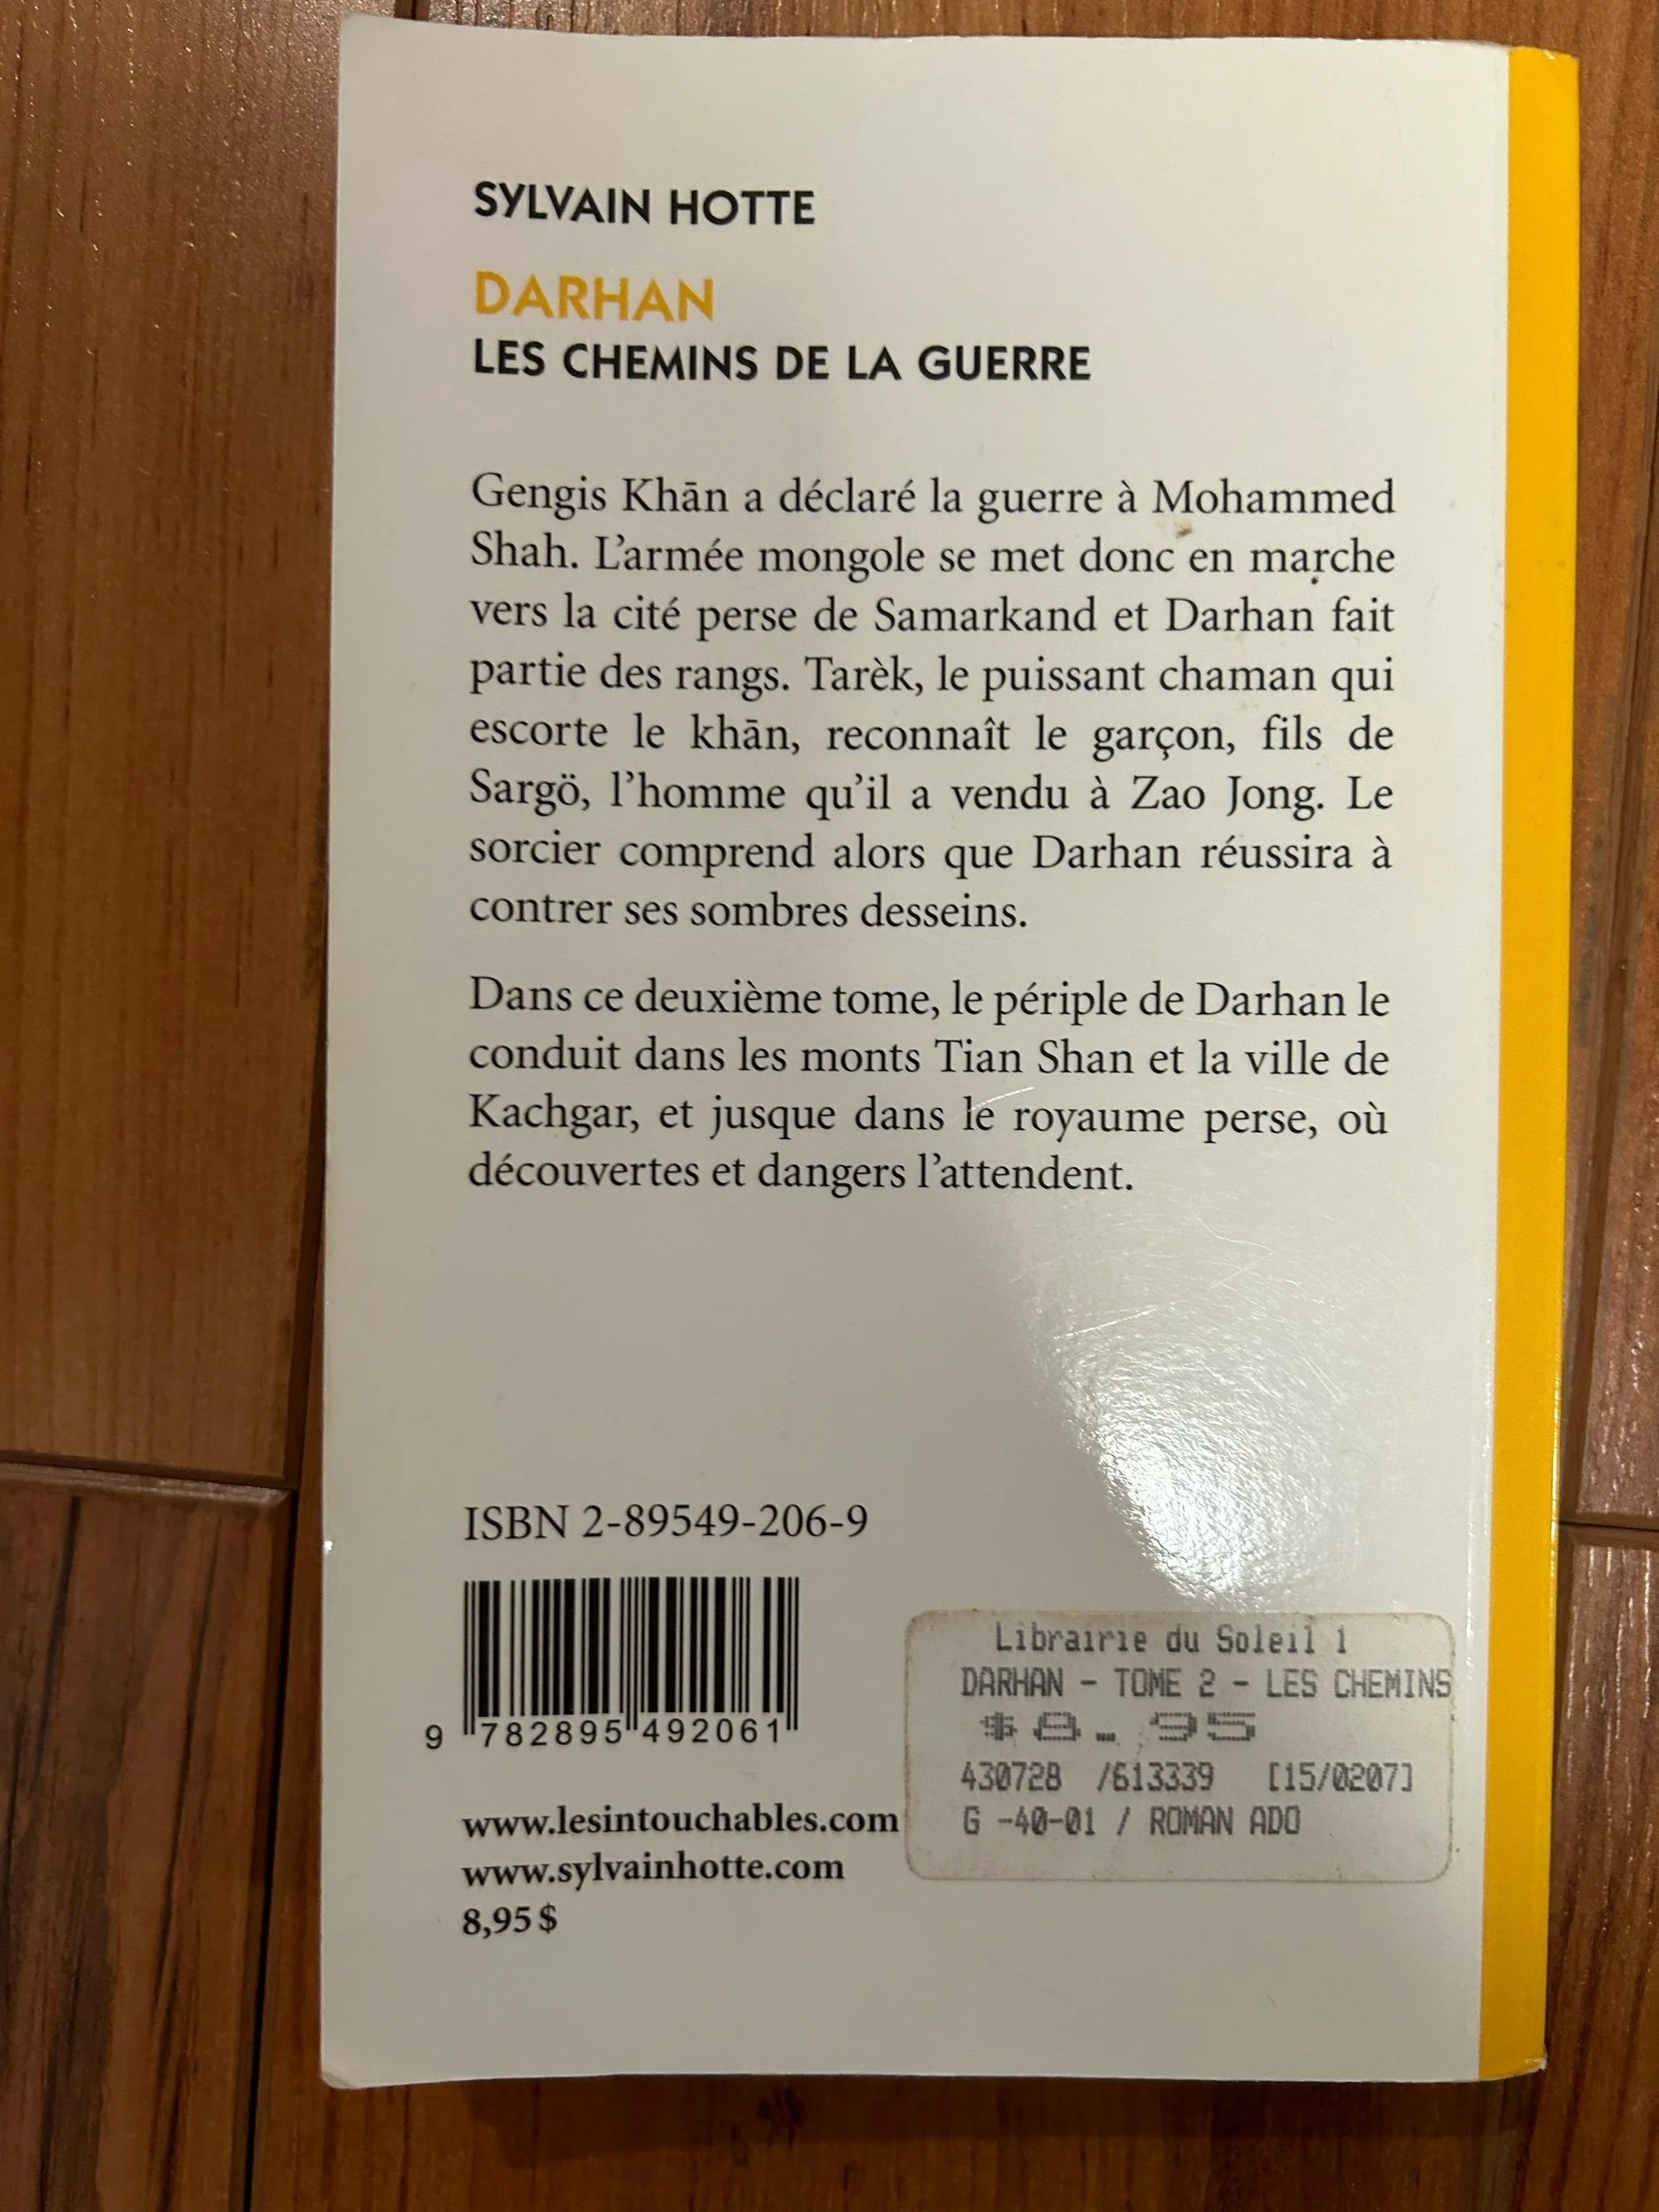 SYLVAIN HOTTE
DARHAN
LES CHEMINS DE LA GUERRE
Gengis Khān a déclaré la guerre à Mohammed
Shah. L’armée mongole se met donc en marche
vers la cité perse de Samarkand et Darhan fait
partie des rangs. Tarèk, le puissant chaman qui
escorte le khān, reconnaît le garçon, fils de
Sargö, l’homme qu’il a vendu à Zao Jong. Le
sorcier comprend alors que Darhan réussira à
contrer ses sombres desseins.
Dans ce deuxième tome, le périple de Darhan le
conduit dans les monts Tian Shan et la ville de
Kachgar, et jusque dans le royaume perse, où
découvertes et dangers l’attendent.
ISBN 2-89549-206-9
9 782895 492061
www.lesintouchables.com
www.sylvainhotte.com
8,95 $
Librairie du Soleil 1
DARHAN - TOME 2 - LES CHEMINS
$8.95
430728 /613339 [15/0207]
G -40-01 / ROMAN ADO